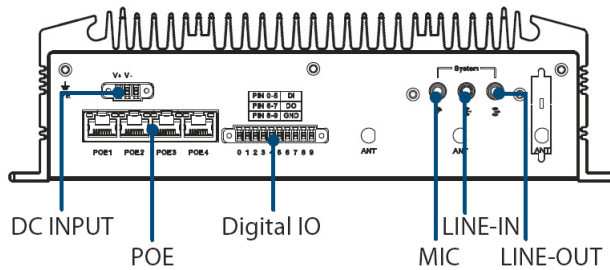 System
V+ V-
PIN 0-5 DI
PIN 6-7 DO
PIN 8-9 GND
POE1 POE2 POE3 POE4
0 1 2 3 4 5 6 7 8 9
ANT ANT ANT
DC INPUT Digital IO LINE-IN
POE MIC LINE-OUT